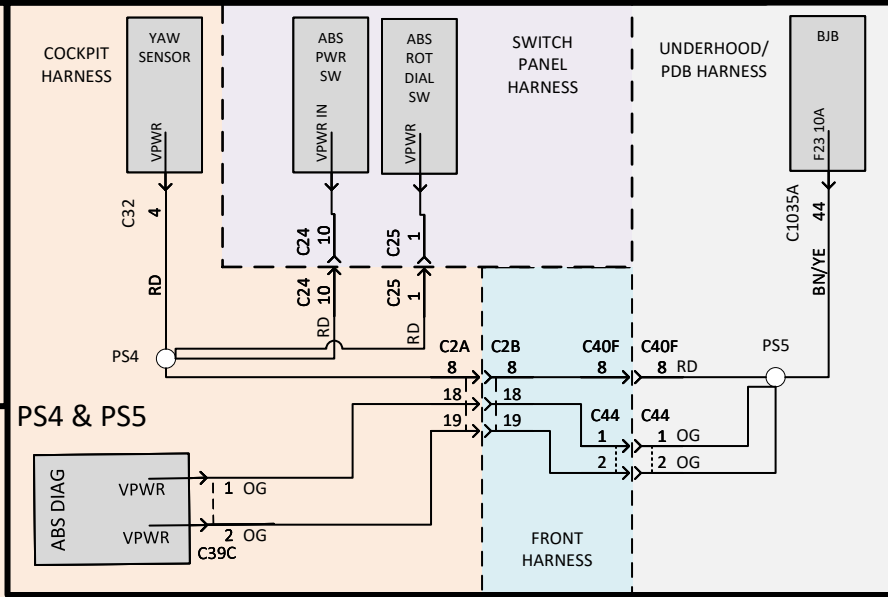 COCKPIT
HARNESS
YAW
SENSOR
VPWR
ABS
PWR
SW
VPWR IN
ABS
ROT
DIAL
SW
VPWR
SWITCH
PANEL
HARNESS
UNDERHOOD/
PDB HARNESS
BJB
F23 10A
C32
4
C24
10
C25
1
C1035A
44
RD
C24
10
RD
C25
1
RD
BN/YE
PS4
C2A
C2B
C40F
C40F
PS5
8
8
8
8 RD
18
18
19
19
C44
C44
1
1 OG
2
2 OG
PS4 & PS5
ABS DIAG
VPWR
1 OG
VPWR
2 OG
C39C
FRONT
HARNESS